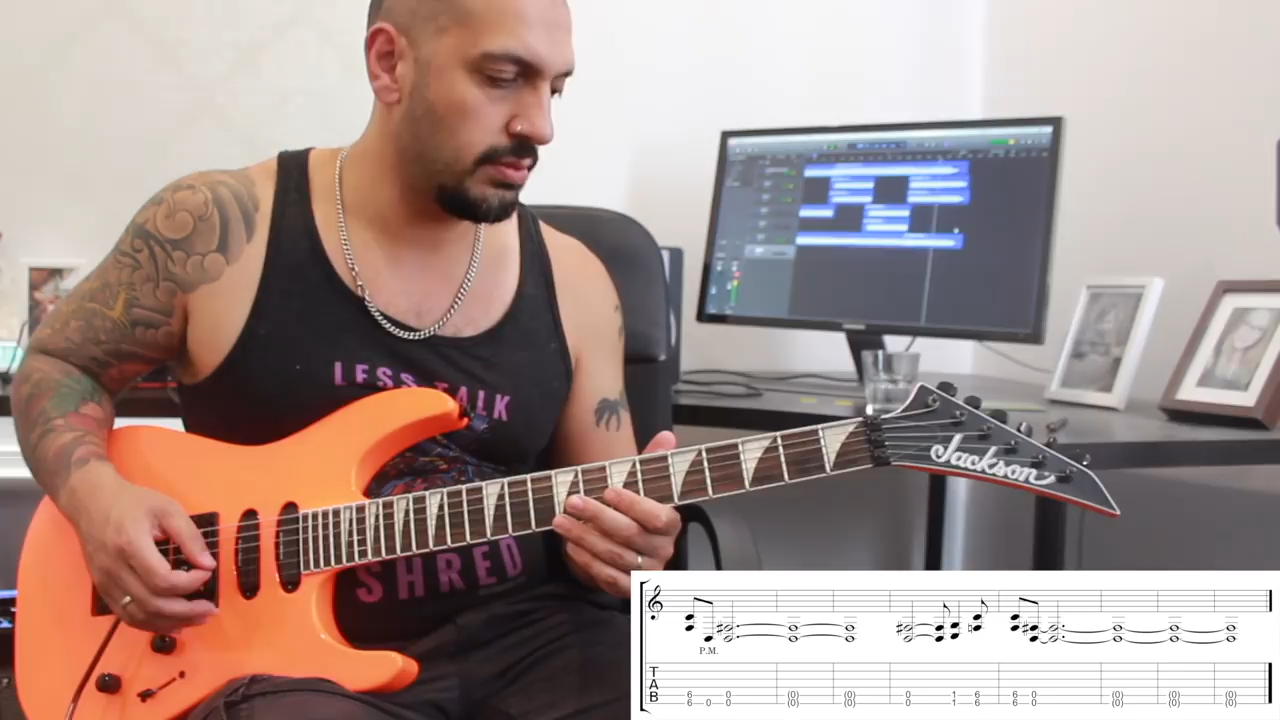 LESS TALK
SHRED
Jackson
P.M.
T
A
B
6 0 (0) (0) 0 1 6 6 0 (0) (0) (0)
6 0 0 (0) (0) 0 1 6 6 0 (0) (0) (0)